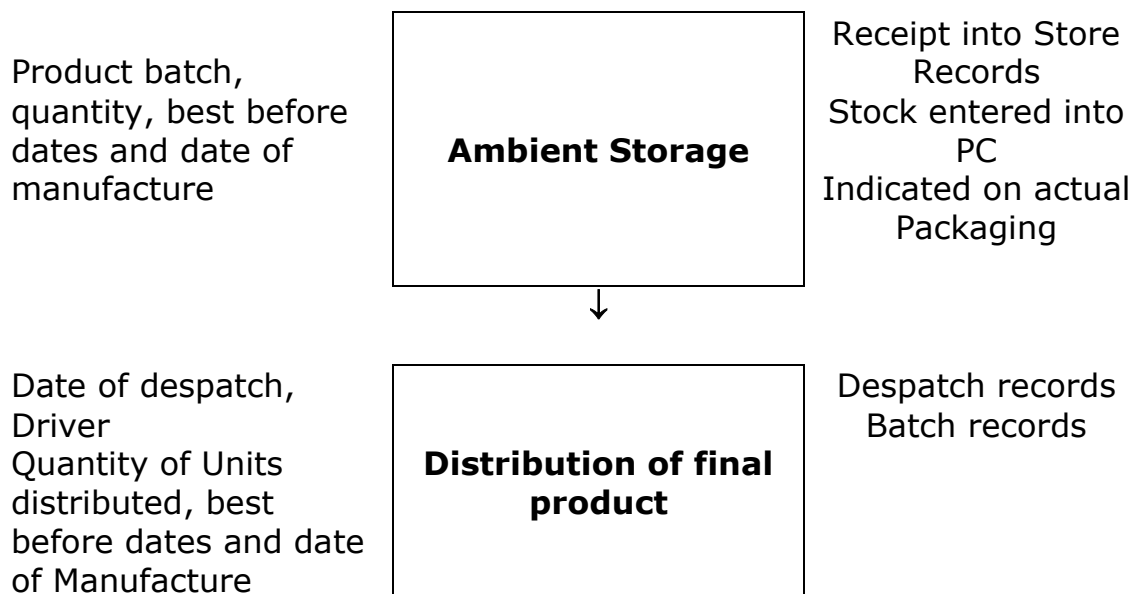 Product batch,
quantity, best before
dates and date of
manufacture
Ambient Storage
Receipt into Store
Records
Stock entered into
PC
Indicated on actual
Packaging
↓
Date of despatch,
Driver
Quantity of Units
distributed, best
before dates and date
of Manufacture
Distribution of final
product
Despatch records
Batch records